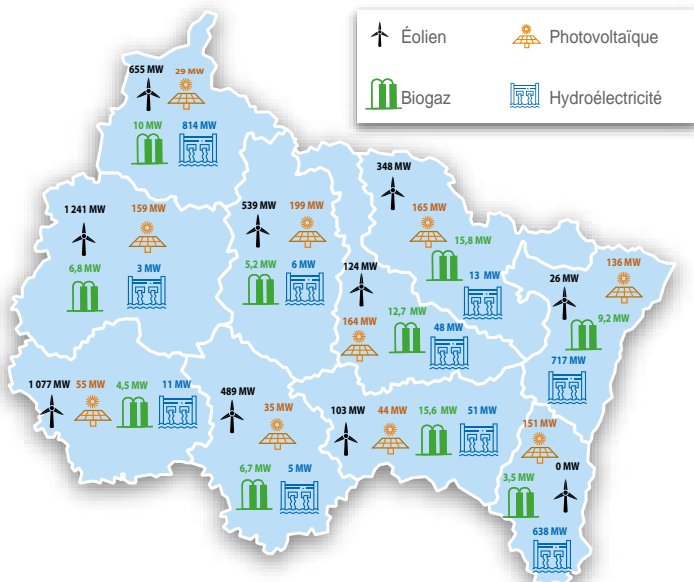 Éolien Photovoltaïque
Biogaz Hydroélectricité
655 MW 29 MW
10 MW 814 MW
348 MW
1 241 MW 159 MW
539 MW 199 MW
165 MW
15,8 MW
6,8 MW 3 MW
5,2 MW 6 MW
124 MW
13 MW
136 MW
26 MW
9,2 MW
164 MW 12,7 MW 48 MW
717 MW
1 077 MW 55 MW 4,5 MW 11 MW
489 MW
35 MW
103 MW 44 MW 15,6 MW 51 MW
151 MW
0 MW
6,7 MW 5 MW
3,5 MW
638 MW